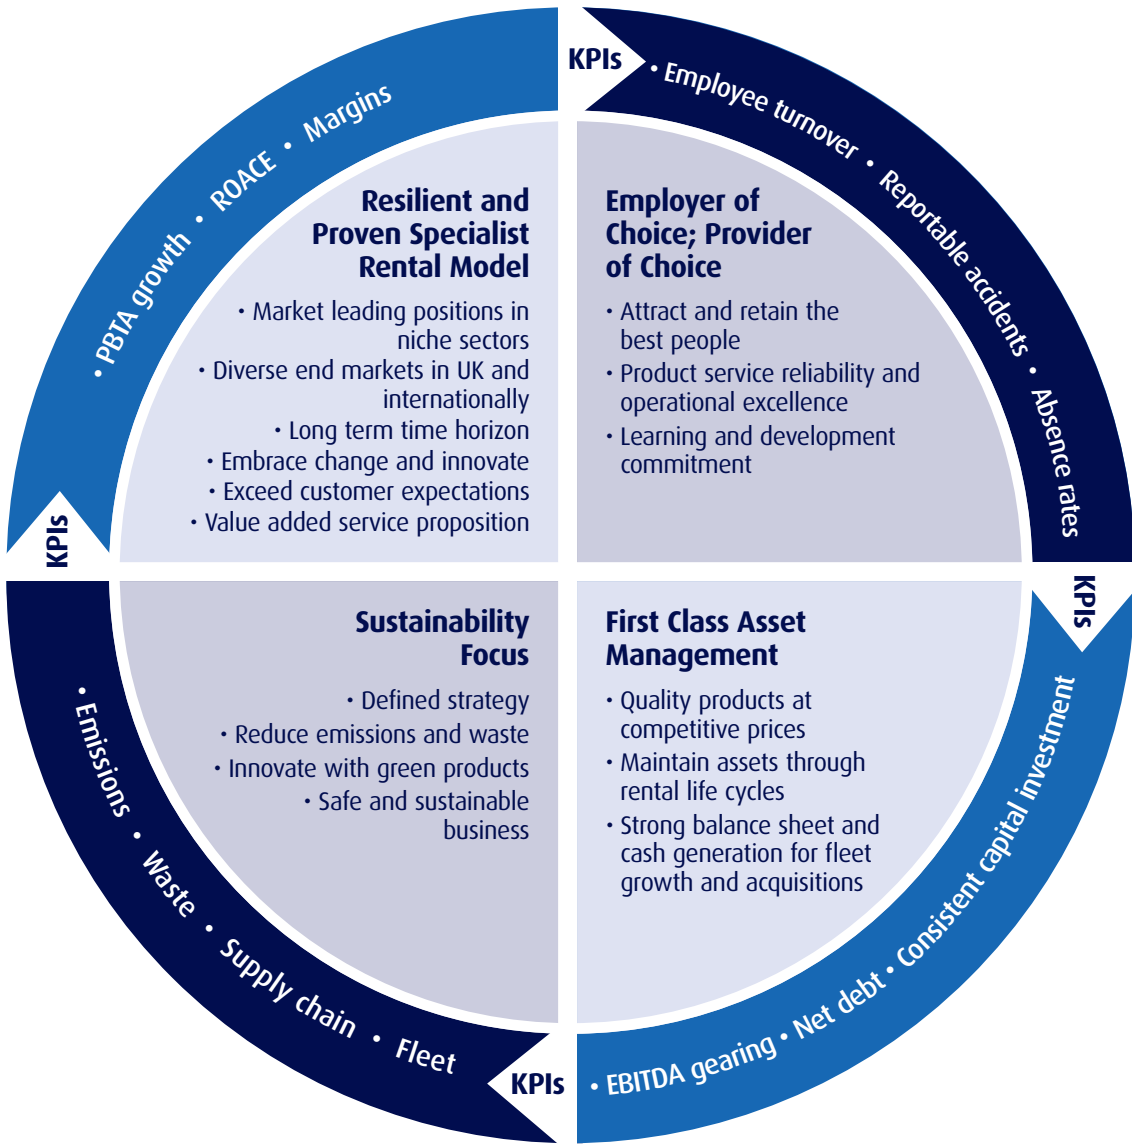 • PBTA growth • ROACE • Margins
KPIs
• Employee turnover • Reportable accidents • Absence rates
Resilient and
Proven Specialist
Rental Model
• Market leading positions in
niche sectors
• Diverse end markets in UK and
internationally
• Long term time horizon
• Embrace change and innovate
• Exceed customer expectations
• Value added service proposition
Employer of
Choice; Provider
of Choice
• Attract and retain the
best people
• Product service reliability and
operational excellence
• Learning and development
commitment
KPIs
KPIs
Sustainability
Focus
• Defined strategy
• Reduce emissions and waste
• Innovate with green products
• Safe and sustainable
business
First Class Asset
Management
• Quality products at
competitive prices
• Maintain assets through
rental life cycles
• Strong balance sheet and
cash generation for fleet
growth and acquisitions
• Emissions • Waste • Supply chain • Fleet
KPIs
• EBITDA gearing • Net debt • Consistent capital investment